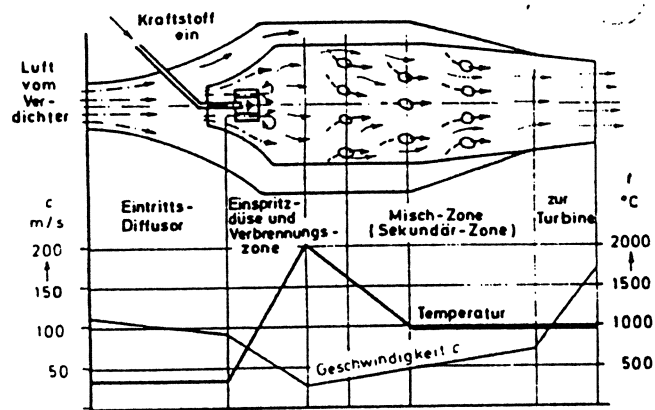 Kraftstoff
ein
Luft
vom
Ver-
dichter
c
m/s
Eintritts-
Diffusor
Einspritz-
düse und
Verbrennungs-
zone
Misch-Zone
(Sekundär-Zone)
zur
Turbine
°C
200
150
100
50
2000
1500
1000
500
Temperatur
Geschwindigkeit c